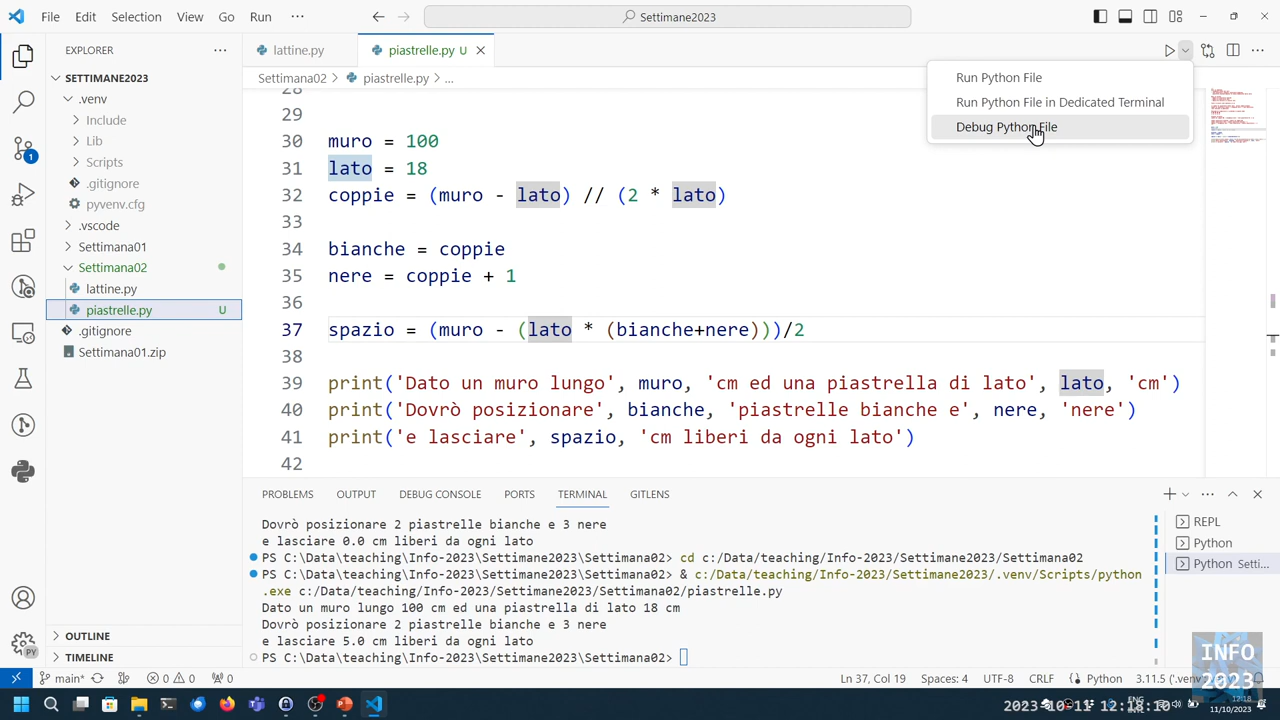 File Edit Selection View Go Run ··· Settimane2023
EXPLORER ···
SETTIMANE2023
.venv
Include
Lib
Scripts
.gitignore
pyvenv.cfg
.vscode
Settimana01
Settimana02
lattine.py
piastrelle.py U
.gitignore
Settimana01.zip
OUTLINE
TIMELINE
1
PY
lattine.py piastrelle.py U
Settimana02 > piastrelle.py > ...
Run Python File
Run Python File in Dedicated Terminal
Debug Python File
28
29
30 muro = 100
31 lato = 18
32 coppie = (muro - lato) // (2 * lato)
33
34 bianche = coppie
35 nere = coppie + 1
36
37 spazio = (muro - (lato * (bianche+nere)))/2
38
39 print('Dato un muro lungo', muro, 'cm ed una piastrella di lato', lato, 'cm')
40 print('Dovrò posizionare', bianche, 'piastrelle bianche e', nere, 'nere')
41 print('e lasciare', spazio, 'cm liberi da ogni lato')
42
PROBLEMS OUTPUT DEBUG CONSOLE PORTS TERMINAL GITLENS
Dovrò posizionare 2 piastrelle bianche e 3 nere
e lasciare 0.0 cm liberi da ogni lato
PS C:\Data\teaching\Info-2023\Settimane2023\Settimana02> cd c:/Data/teaching/Info-2023/Settimane2023/Settimana02
PS C:\Data\teaching\Info-2023\Settimane2023\Settimana02> & c:/Data/teaching/Info-2023/Settimane2023/.venv/Scripts/python
.exe c:/Data/teaching/Info-2023/Settimane2023/Settimana02/piastrelle.py
Dato un muro lungo 100 cm ed una piastrella di lato 18 cm
Dovrò posizionare 2 piastrelle bianche e 3 nere
e lasciare 5.0 cm liberi da ogni lato
PS C:\Data\teaching\Info-2023\Settimane2023\Settimana02>
REPL
Python
Python Setti...
INFO
2023
main* 0 0 0 Ln 37, Col 19 Spaces: 4 UTF-8 CRLF Python 3.11.5 ('.venv':
ENG
12:18
11/10/2023